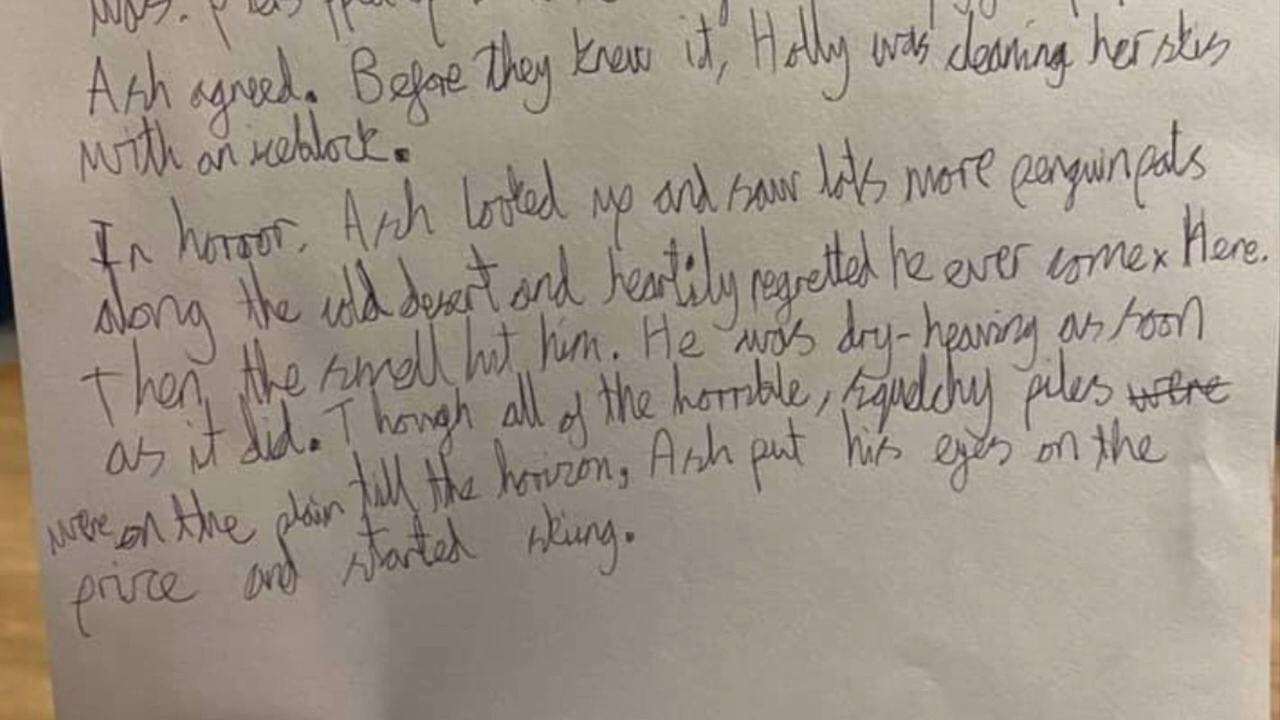 was.
Ash agreed. Before they knew it, Holly was cleaning her skis
with an iceblock.
In horror, Ash looked up and saw lots more penguin pats
along the cold desert and heartily regretted he ever come x Here.
Then, the smell hit him. He was dry-heaving as soon
as it did. Though all of the horrible, squelchy piles were
were on the plain till the horizon, Ash put his eyes on the
prize and started skiing.